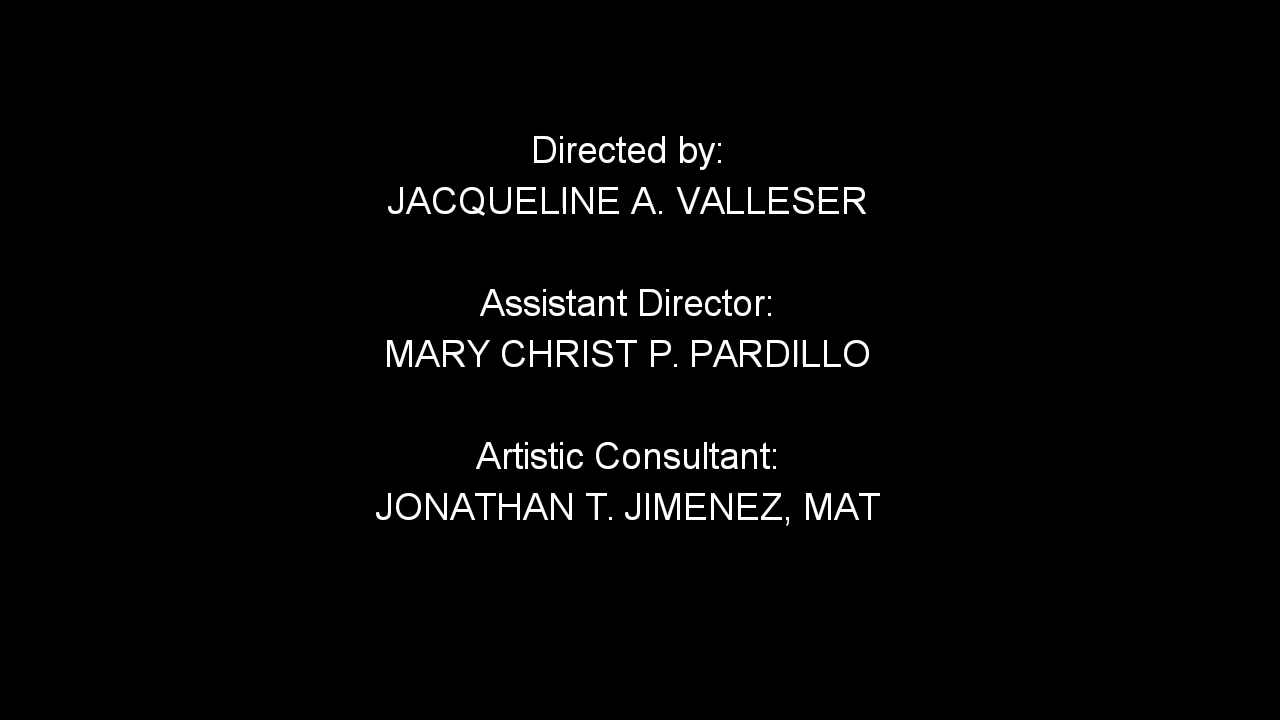 Directed by:
JACQUELINE A. VALLESER
Assistant Director:
MARY CHRIST P. PARDILLO
Artistic Consultant:
JONATHAN T. JIMENEZ, MAT